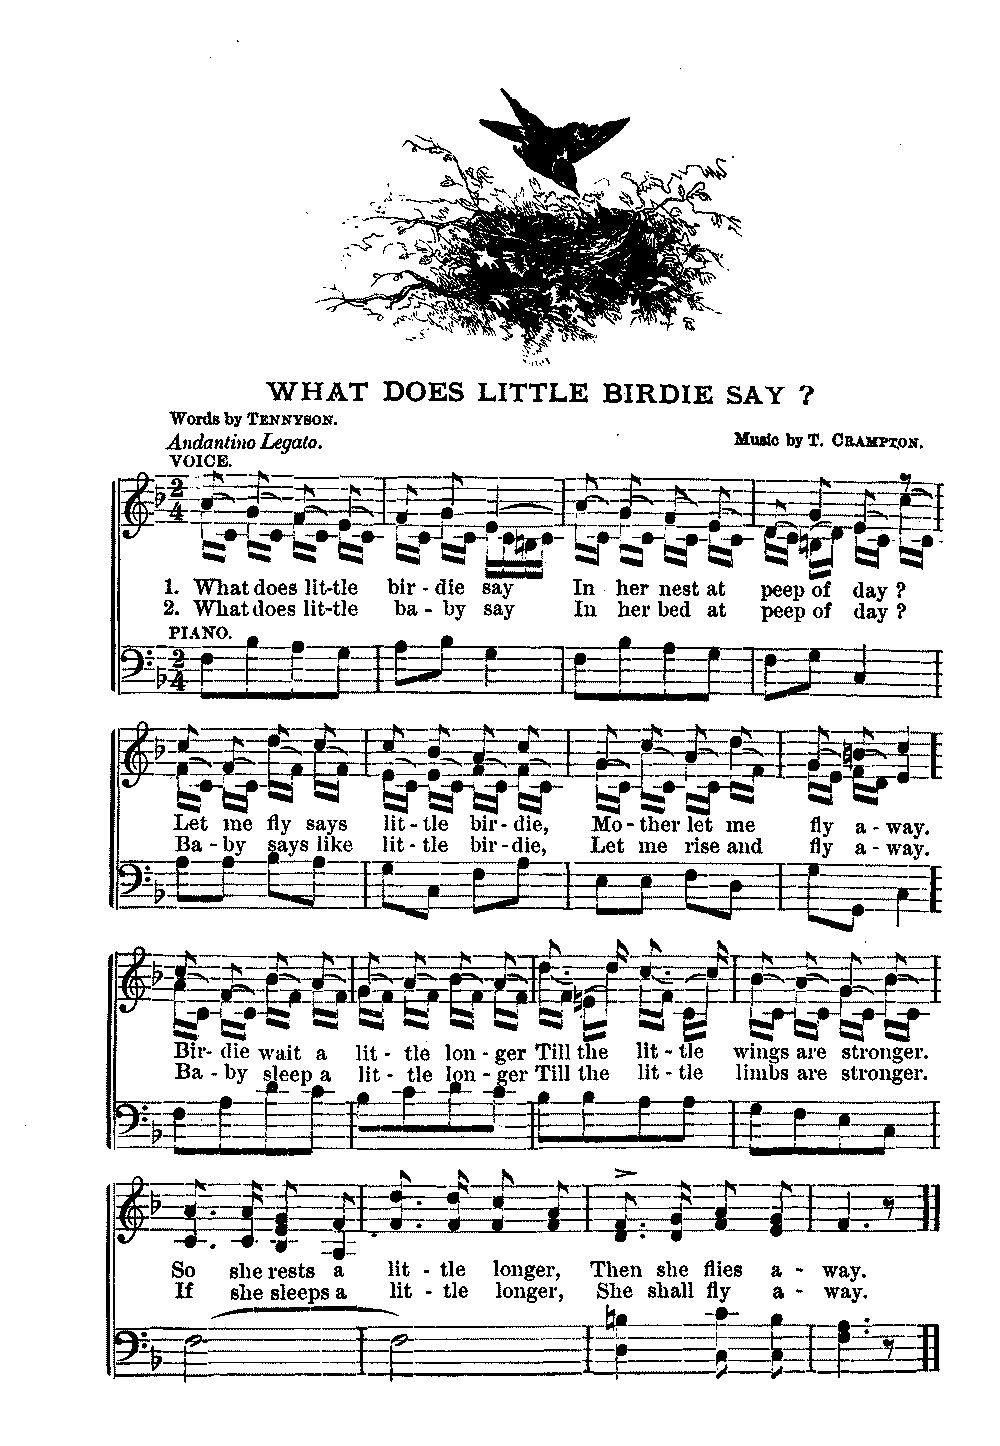 WHAT DOES LITTLE BIRDIE SAY ?
Words by TENNYSON.
Andantino Legato.
Music by T. CRAMPTON.
VOICE.
2
4
1. What does lit-tle bir - die say In her nest at peep of day ?
2. What does lit-tle ba - by say In her bed at peep of day ?
PIANO.
2
4
Let me fly says lit - tle bir - die, Mo - ther let me fly a - way.
Ba - by says like lit - tle bir - die, Let me rise and fly a - way.
Bir- die wait a lit - tle lon - ger Till the lit - tle wings are stronger.
Ba - by sleep a lit - tle lon - ger Till the lit - tle limbs are stronger.
So she rests a lit - tle longer, Then she flies a - way.
If she sleeps a lit - tle longer, She shall fly a - way.